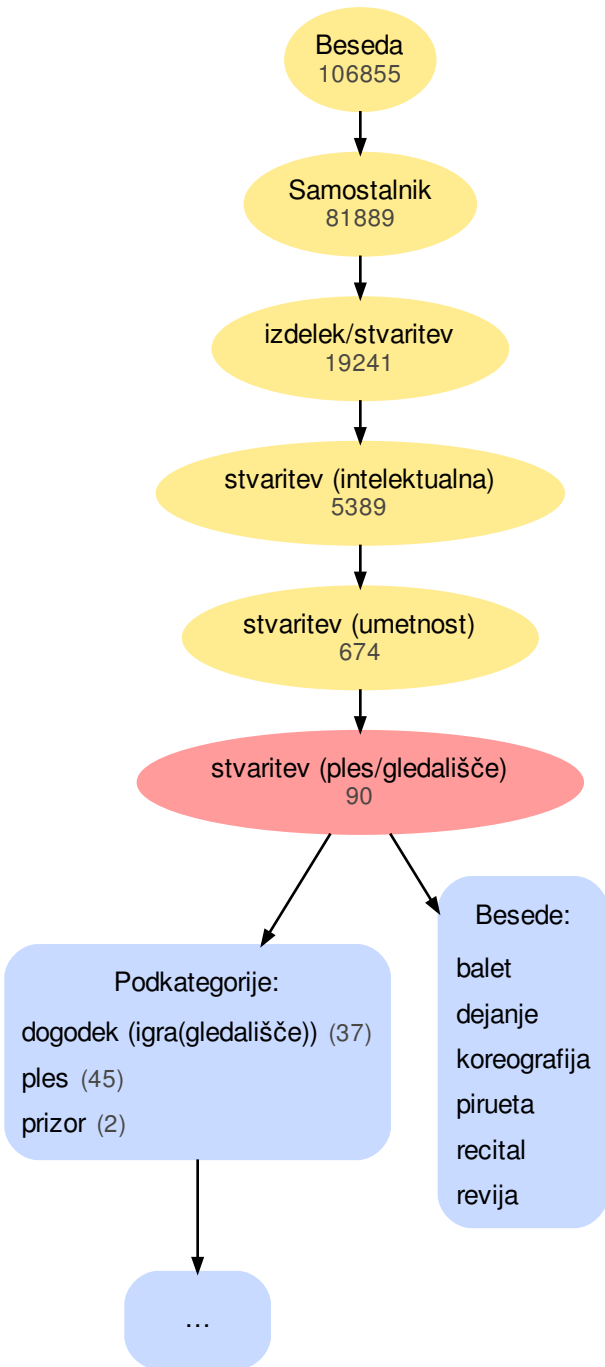 Beseda
106855
Samostalnik
81889
izdelek/stvaritev
19241
stvaritev (intelektualna)
5389
stvaritev (umetnost)
674
stvaritev (ples/gledališče)
90
Podkategorije:
dogodek (igra(gledališče)) (37)
ples (45)
prizor (2)
Besede:
balet
dejanje
koreografija
pirueta
recital
revija
...